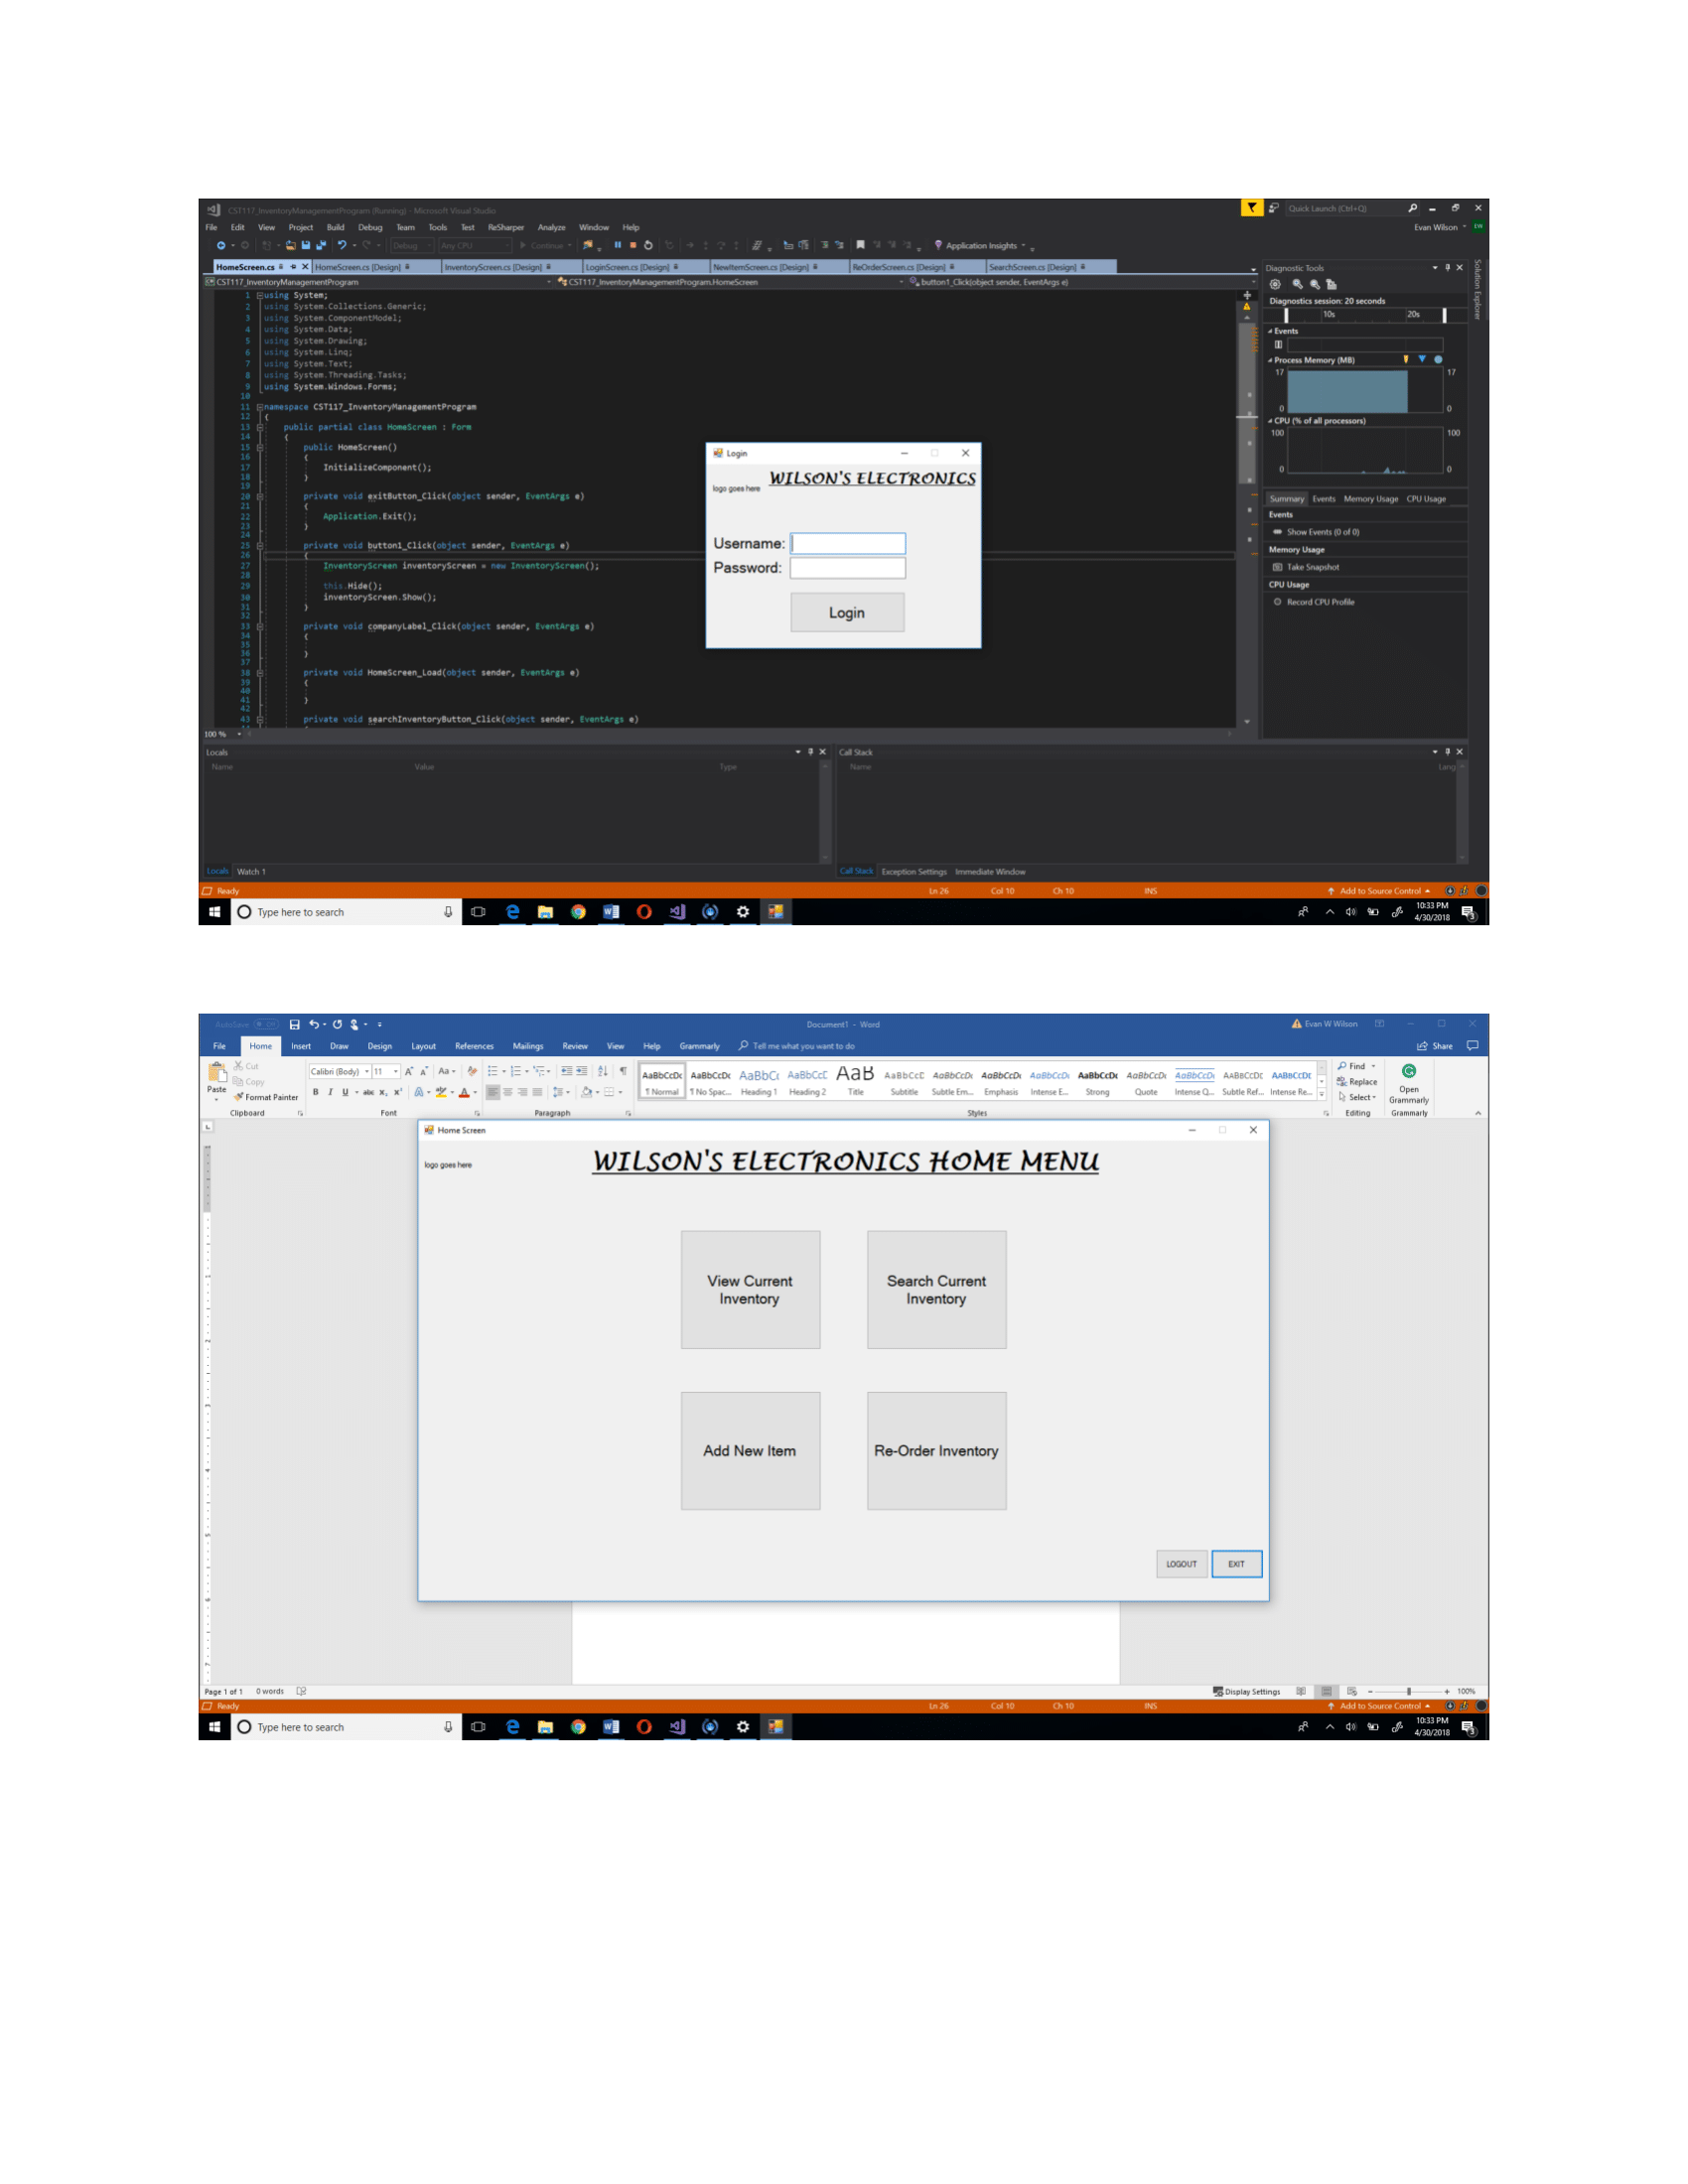 CST117_InventoryManagementProgram (Running) - Microsoft Visual Studio
Quick Launch (Ctrl+Q)
File Edit View Project Build Debug Team Tools Test ReSharper Analyze Window Help
Evan Wilson EW
Debug Any CPU Continue Application Insights
HomeScreen.cs HomeScreen.cs [Design] InventoryScreen.cs [Design] LoginScreen.cs [Design] NewItemScreen.cs [Design] ReOrderScreen.cs [Design] SearchScreen.cs [Design]
CST117_InventoryManagementProgram CST117_InventoryManagementProgram.HomeScreen button1_Click(object sender, EventArgs e)
1 using System;
2 using System.Collections.Generic;
3 using System.ComponentModel;
4 using System.Data;
5 using System.Drawing;
6 using System.Linq;
7 using System.Text;
8 using System.Threading.Tasks;
9 using System.Windows.Forms;
10
11 namespace CST117_InventoryManagementProgram
12 {
13 public partial class HomeScreen : Form
14 {
15 public HomeScreen()
16 {
17 InitializeComponent();
18 }
19
20 private void exitButton_Click(object sender, EventArgs e)
21 {
22 Application.Exit();
23 }
24
25 private void button1_Click(object sender, EventArgs e)
26 {
27 InventoryScreen inventoryScreen = new InventoryScreen();
28
29 this.Hide();
30 inventoryScreen.Show();
31 }
32
33 private void companyLabel_Click(object sender, EventArgs e)
34 {
35
36 }
37
38 private void HomeScreen_Load(object sender, EventArgs e)
39 {
40
41 }
42
43 private void searchInventoryButton_Click(object sender, EventArgs e)
100 %
Login
logo goes here WILSON'S ELECTRONICS
Username:
Password:
Login
Diagnostic Tools
Diagnostics session: 20 seconds
10s 20s
Events
Process Memory (MB)
17 17
0 0
CPU (% of all processors)
100 100
0 0
Summary Events Memory Usage CPU Usage
Events
Show Events (0 of 0)
Memory Usage
Take Snapshot
CPU Usage
Record CPU Profile
Solution Explorer
Locals
Name Value Type
Call Stack
Name Lang
Locals Watch 1
Call Stack Exception Settings Immediate Window
Ready Ln 26 Col 10 Ch 10 INS Add to Source Control
Type here to search
10:33 PM
4/30/2018
3
AutoSave Off Document1 - Word Evan W Wilson
File Home Insert Draw Design Layout References Mailings Review View Help Grammarly Tell me what you want to do Share
Paste
Cut
Copy
Format Painter
Clipboard
Calibri (Body) 11
B I U abc
Font
Paragraph
AaBbCcDc AaBbCcDc AaBbCc AaBbCcE AaB AaBbCcE AaBbCcDc AaBbCcDc AaBbCcDc AaBbCcDc AaBbCcDc AaBbCcDc AABBCCDC AABBCCDC
Normal No Spac... Heading 1 Heading 2 Title Subtitle Subtle Em... Emphasis Intense E... Strong Quote Intense Q... Subtle Ref... Intense Re...
Styles
Find
Replace
Select
Editing
Open
Grammarly
Grammarly
Home Screen
logo goes here
WILSON'S ELECTRONICS HOME MENU
View Current
Inventory
Search Current
Inventory
Add New Item
Re-Order Inventory
LOGOUT EXIT
Page 1 of 1 0 words Display Settings 100%
Ready Ln 26 Col 10 Ch 10 INS Add to Source Control
Type here to search
10:33 PM
4/30/2018
3